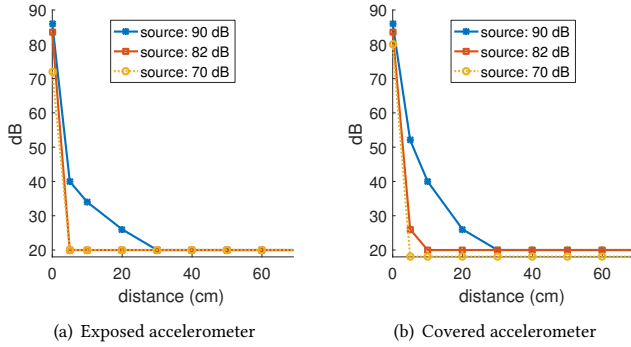 90
80
70
60
50
40
30
20
dB
0
20
40
60
distance (cm)
source: 90 dB
source: 82 dB
source: 70 dB
(a) Exposed accelerometer
90
80
70
60
50
40
30
20
dB
0
20
40
60
distance (cm)
source: 90 dB
source: 82 dB
source: 70 dB
(b) Covered accelerometer